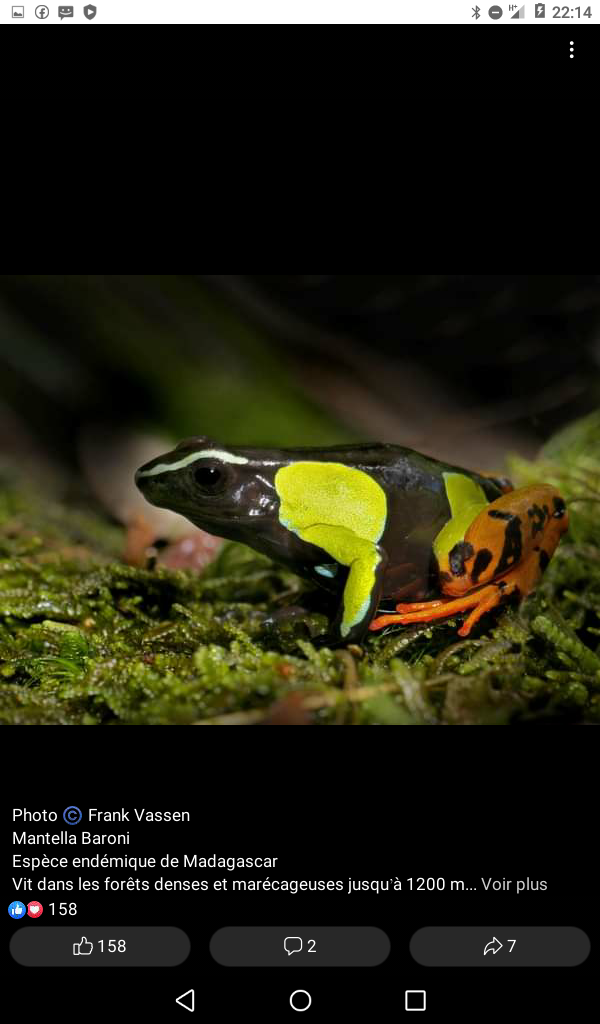 H+ 22:14
Photo © Frank Vassen
Mantella Baroni
Espèce endémique de Madagascar
Vit dans les forêts denses et marécageuses jusqu'à 1200 m... Voir plus
158
158 2 7